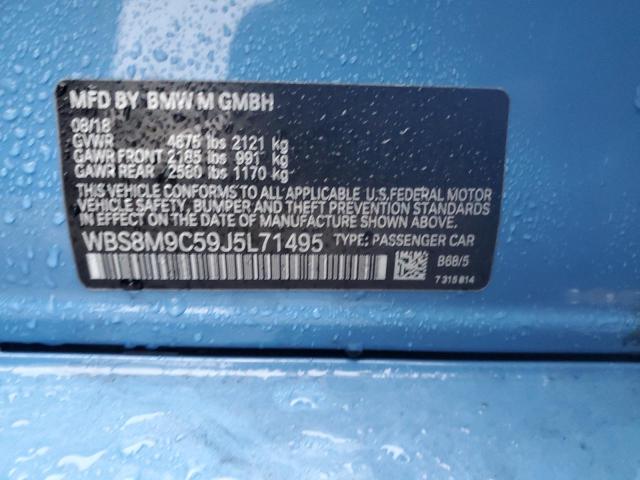 MFD BY BMW M GMBH
08/18
GVWR 4676 lbs 2121 kg
GAWR FRONT 2185 lbs 991 kg
GAWR REAR 2580 lbs 1170 kg
THIS VEHICLE CONFORMS TO ALL APPLICABLE U.S.FEDERAL MOTOR
VEHICLE SAFETY, BUMPER, AND THEFT PREVENTION STANDARDS
IN EFFECT ON THE DATE OF MANUFACTURE SHOWN ABOVE.
WBS8M9C59J5L71495 TYPE: PASSENGER CAR
B68/5
7 315 814